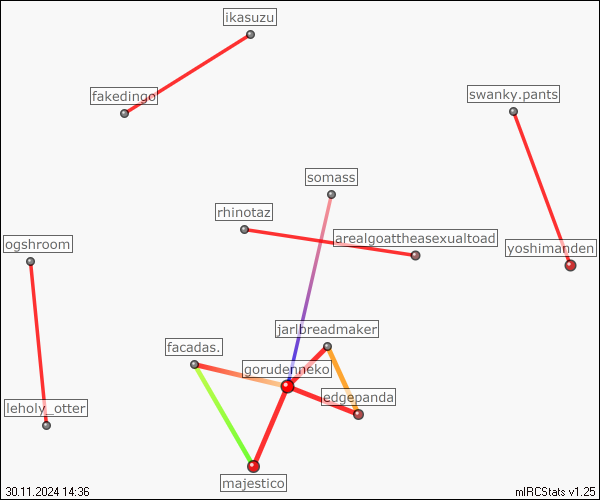 ikasuzu
fakedingo
swanky.pants
somass
rhinotaz
arealgoattheasexualtoad
ogshroom
yoshimanden
jarlbreadmaker
facadas.
gorudenneko
edgepanda
leholy_otter
majestico
30.11.2024 14:36
mIRCStats v1.25